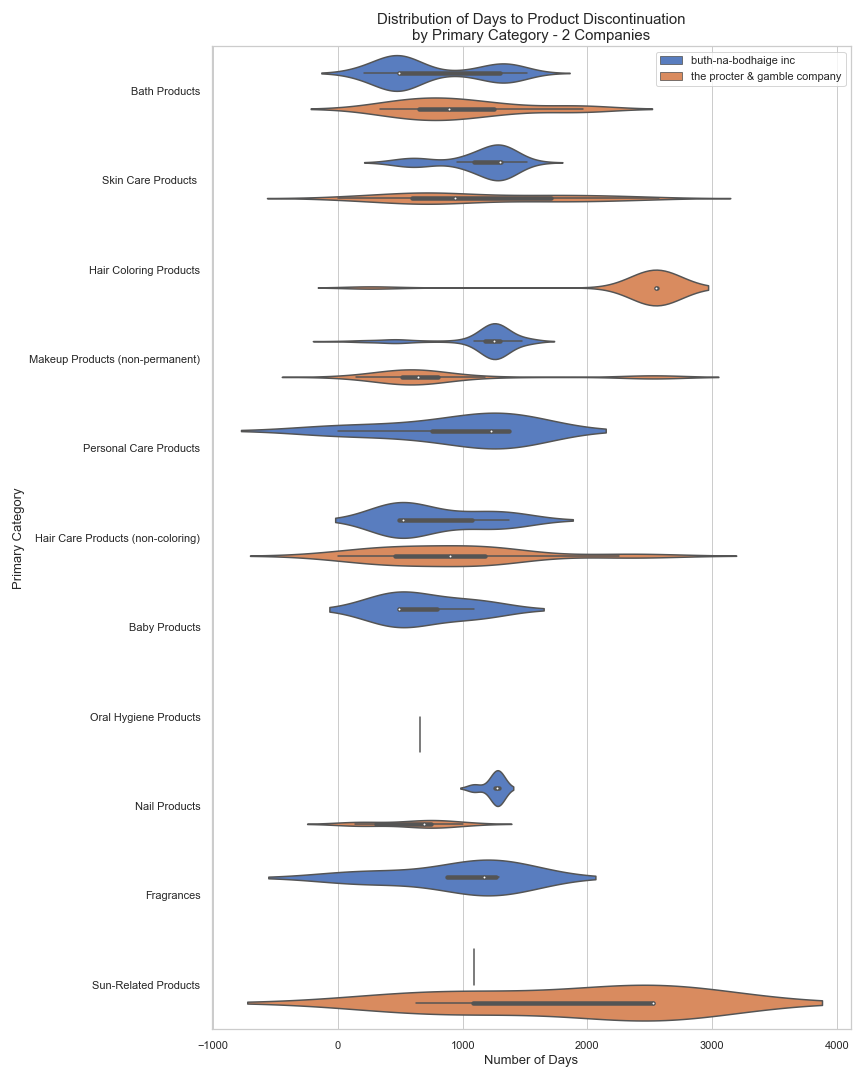 Distribution of Days to Product Discontinuation
by Primary Category - 2 Companies
buth-na-bodhaige inc
the procter & gamble company
Primary Category
Bath Products
Skin Care Products
Hair Coloring Products
Makeup Products (non-permanent)
Personal Care Products
Hair Care Products (non-coloring)
Baby Products
Oral Hygiene Products
Nail Products
Fragrances
Sun-Related Products
−1000 0 1000 2000 3000 4000
Number of Days